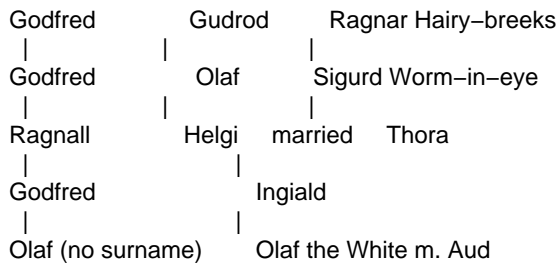 Godfred Gudrod Ragnar Hairy−breeks
| | |
Godfred Olaf Sigurd Worm−in−eye
| | |
Ragnall Helgi married Thora
| |
Godfred Ingiald
| |
Olaf (no surname) Olaf the White m. Aud